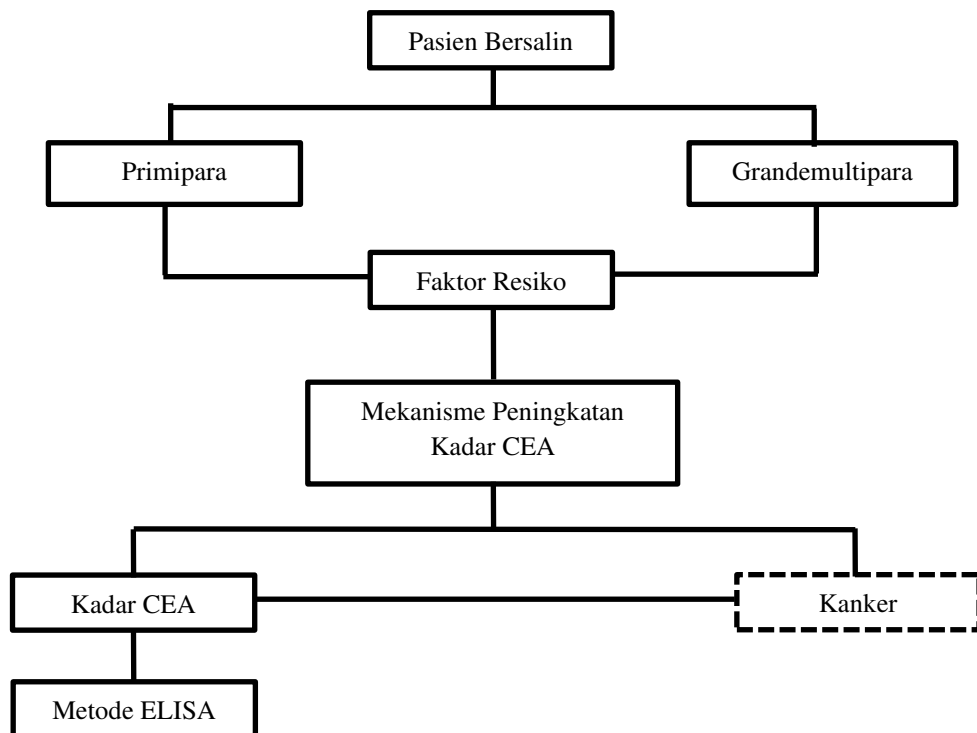 Pasien Bersalin
Primipara
Grandemultipara
Faktor Resiko
Mekanisme Peningkatan
Kadar CEA
Kadar CEA
Kanker
Metode ELISA